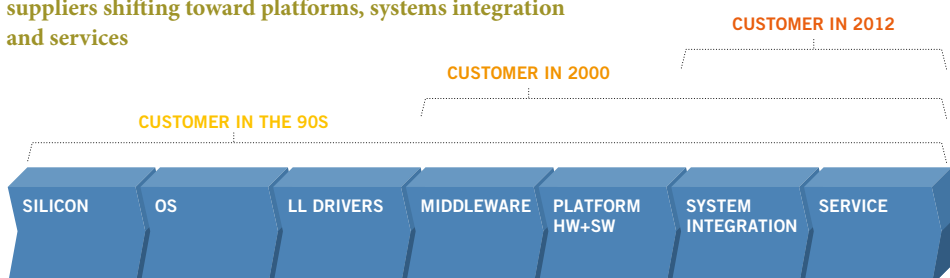 suppliers shifting toward platforms, systems integration
and services
CUSTOMER IN 2012
CUSTOMER IN 2000
CUSTOMER IN THE 90S
SILICON
OS
LL DRIVERS
MIDDLEWARE
PLATFORM
HW+SW
SYSTEM
INTEGRATION
SERVICE